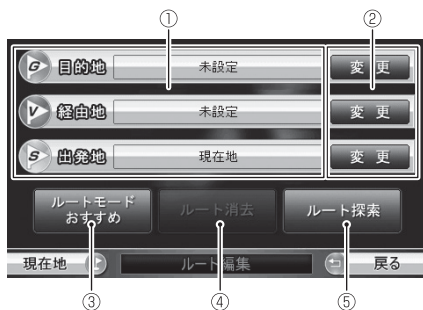 ① ②
G 目的地 未設定 変 更
V 経由地 未設定 変 更
S 出発地 現在地 変 更
ルートモード
おすすめ
ルート消去
ルート探索
現在地 ルート編集 戻る
③ ④ ⑤